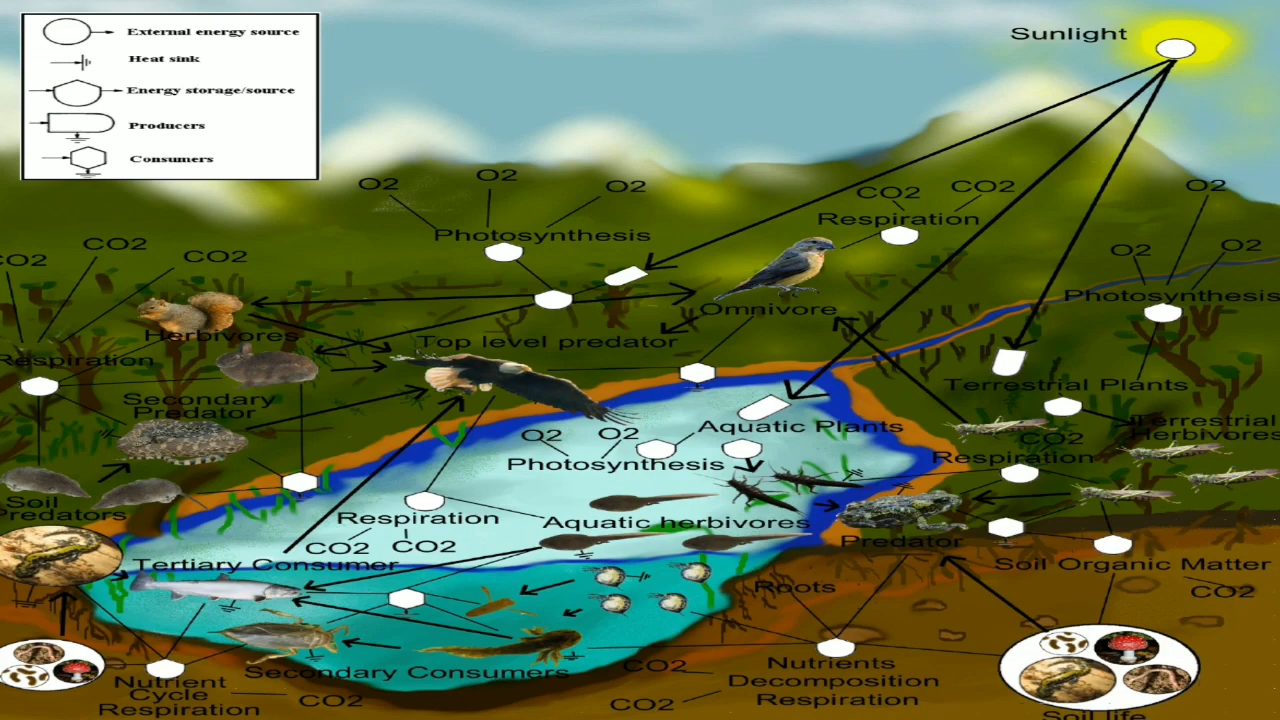 External energy source
Heat sink
Energy storage/source
Producers
Consumers
Sunlight
O2
O2
O2
CO2
CO2
O2
Respiration
Photosynthesis
CO2
CO2
CO2
O2
O2
Photosynthesis
Omnivore
Herbivores
Top level predator
Respiration
Terrestrial Plants
Secondary
Predator
Aquatic Plants
Terrestrial
Herbivores
O2
O2
CO2
Photosynthesis
Respiration
Soil
Predators
Respiration
Aquatic herbivores
CO2
CO2
Predator
Tertiary Consumer
Soil Organic Matter
Roots
CO2
Secondary Consumers
CO2
Nutrients
Decomposition
Respiration
Nutrient
Cycle
Respiration
CO2
CO2
Soil life